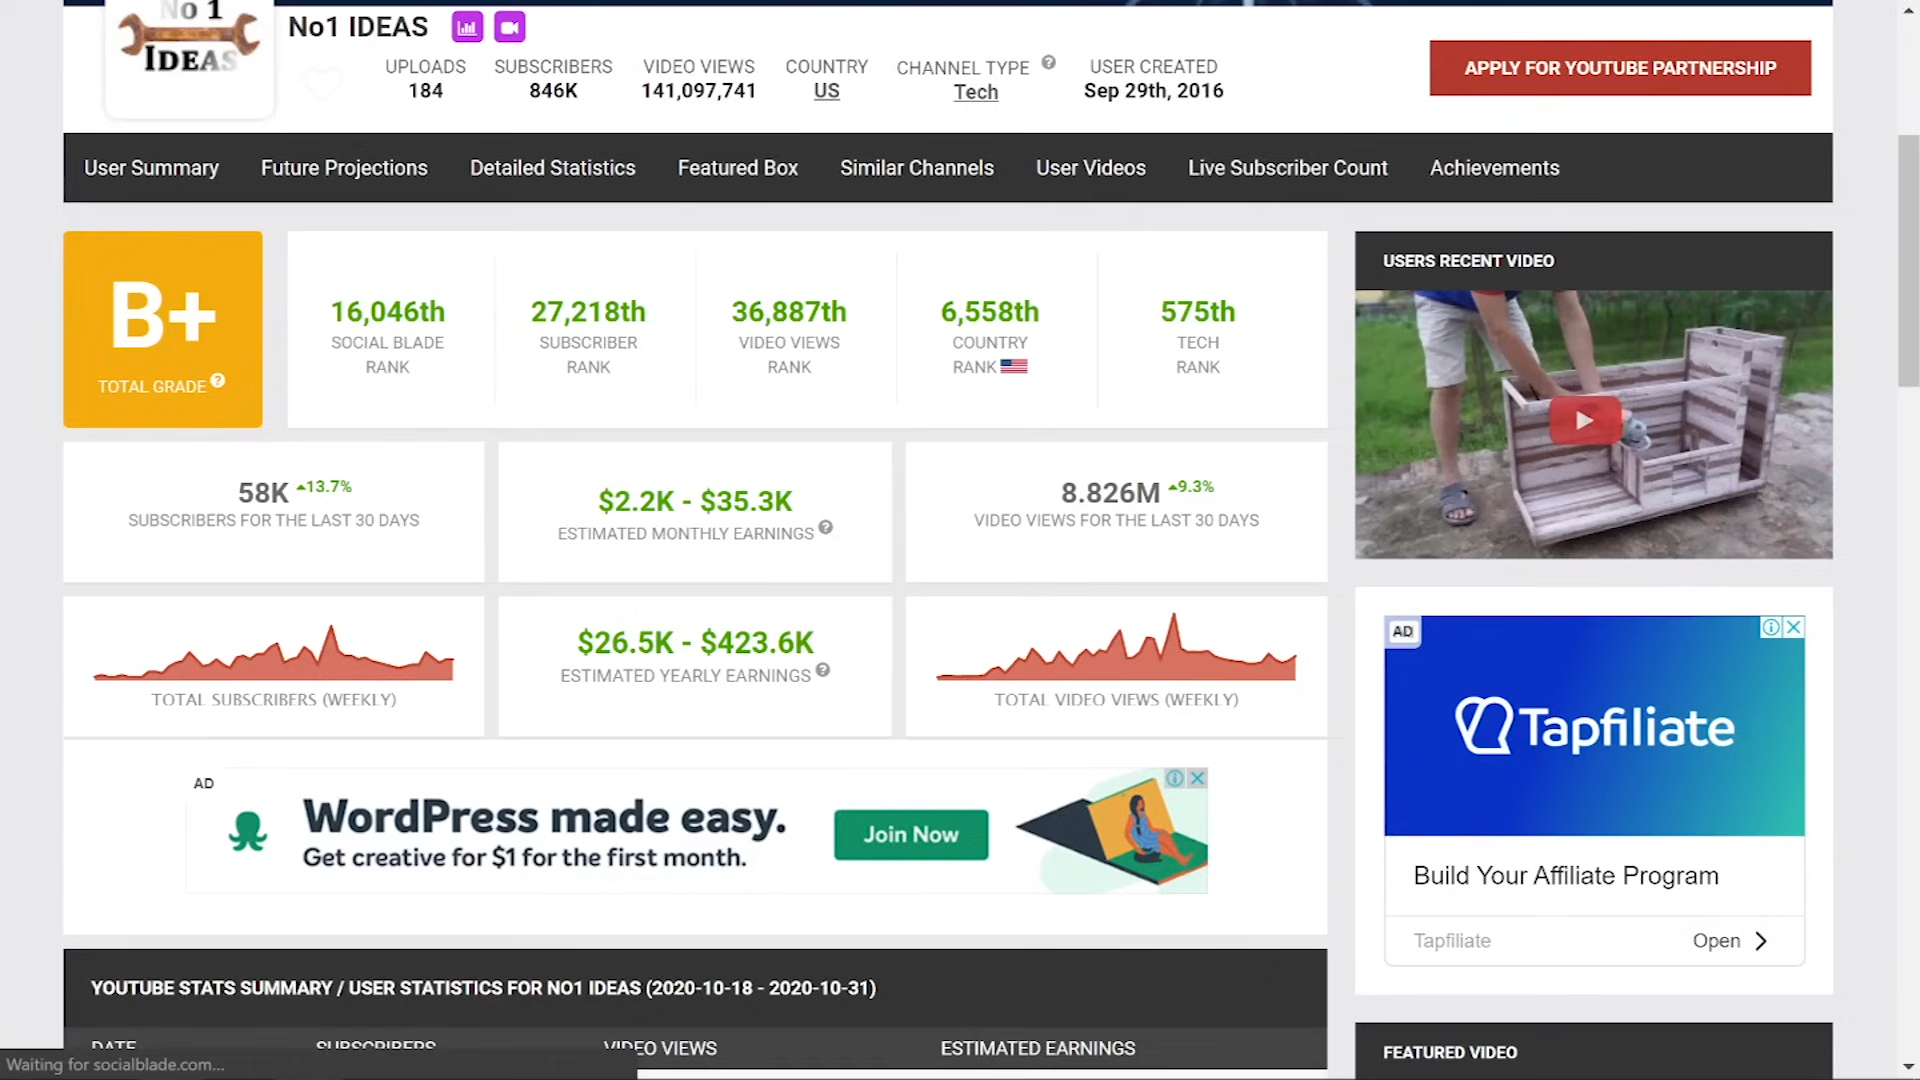 No 1
IDEAS
No1 IDEAS
UPLOADS
184
SUBSCRIBERS
846K
VIDEO VIEWS
141,097,741
COUNTRY
US
CHANNEL TYPE ?
Tech
USER CREATED
Sep 29th, 2016
APPLY FOR YOUTUBE PARTNERSHIP
User Summary Future Projections Detailed Statistics Featured Box Similar Channels User Videos Live Subscriber Count Achievements
B+
TOTAL GRADE ?
16,046th
SOCIAL BLADE
RANK
27,218th
SUBSCRIBER
RANK
36,887th
VIDEO VIEWS
RANK
6,558th
COUNTRY
RANK
575th
TECH
RANK
USERS RECENT VIDEO
58K 13.7%
SUBSCRIBERS FOR THE LAST 30 DAYS
$2.2K - $35.3K
ESTIMATED MONTHLY EARNINGS ?
8.826M 9.3%
VIDEO VIEWS FOR THE LAST 30 DAYS
TOTAL SUBSCRIBERS (WEEKLY)
$26.5K - $423.6K
ESTIMATED YEARLY EARNINGS ?
TOTAL VIDEO VIEWS (WEEKLY)
AD
Tapfiliate
Build Your Affiliate Program
Tapfiliate
Open
AD
WordPress made easy.
Get creative for $1 for the first month.
Join Now
YOUTUBE STATS SUMMARY / USER STATISTICS FOR NO1 IDEAS (2020-10-18 - 2020-10-31)
DATE SUBSCRIBERS VIDEO VIEWS ESTIMATED EARNINGS
FEATURED VIDEO
Waiting for socialblade.com...